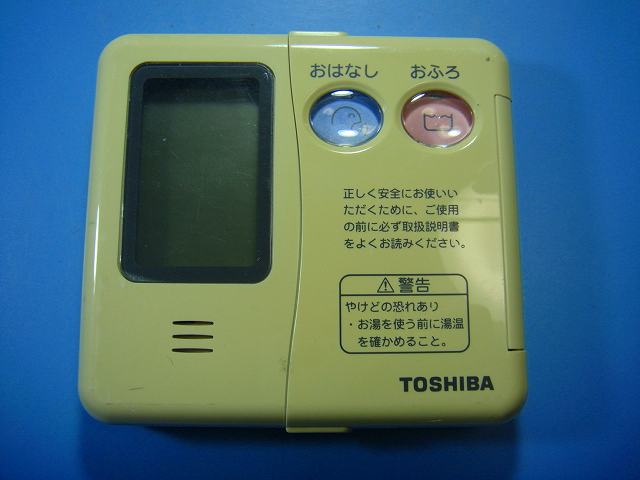 おはなし おふろ
正しく安全にお使いい
ただくために、ご使用
の前に必ず取扱説明書
をよくお読みください。
⚠ 警告
やけどの恐れあり
・お湯を使う前に湯温
を確かめること。
TOSHIBA